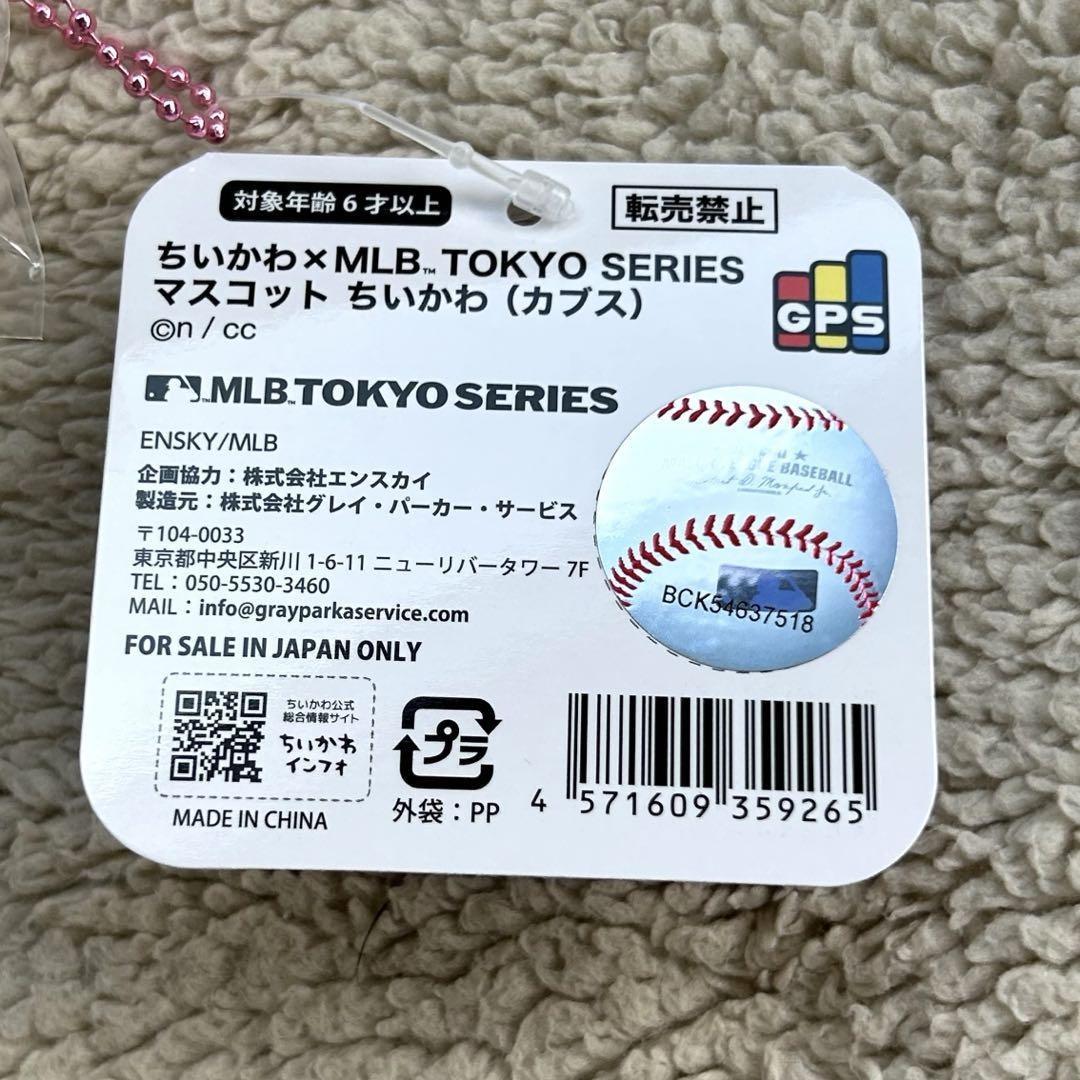 対象年齢 6 才以上
転売禁止
ちいかわ×MLB™ TOKYO SERIES
マスコット ちいかわ（カブス）
©n / cc
GPS
™MLB™TOKYO SERIES
ENSKY/MLB
企画協力：株式会社エンスカイ
製造元：株式会社グレイ・パーカー・サービス
〒104-0033
東京都中央区新川 1-6-11 ニューリバータワー 7F
TEL：050-5530-3460
MAIL：info@grayparkaservice.com
FOR SALE IN JAPAN ONLY
BASEBALL
BCK54637518
ちいかわ公式
総合情報サイト
ちいかわ
インフォ
プラ
外袋：PP
MADE IN CHINA
4 571609 359265